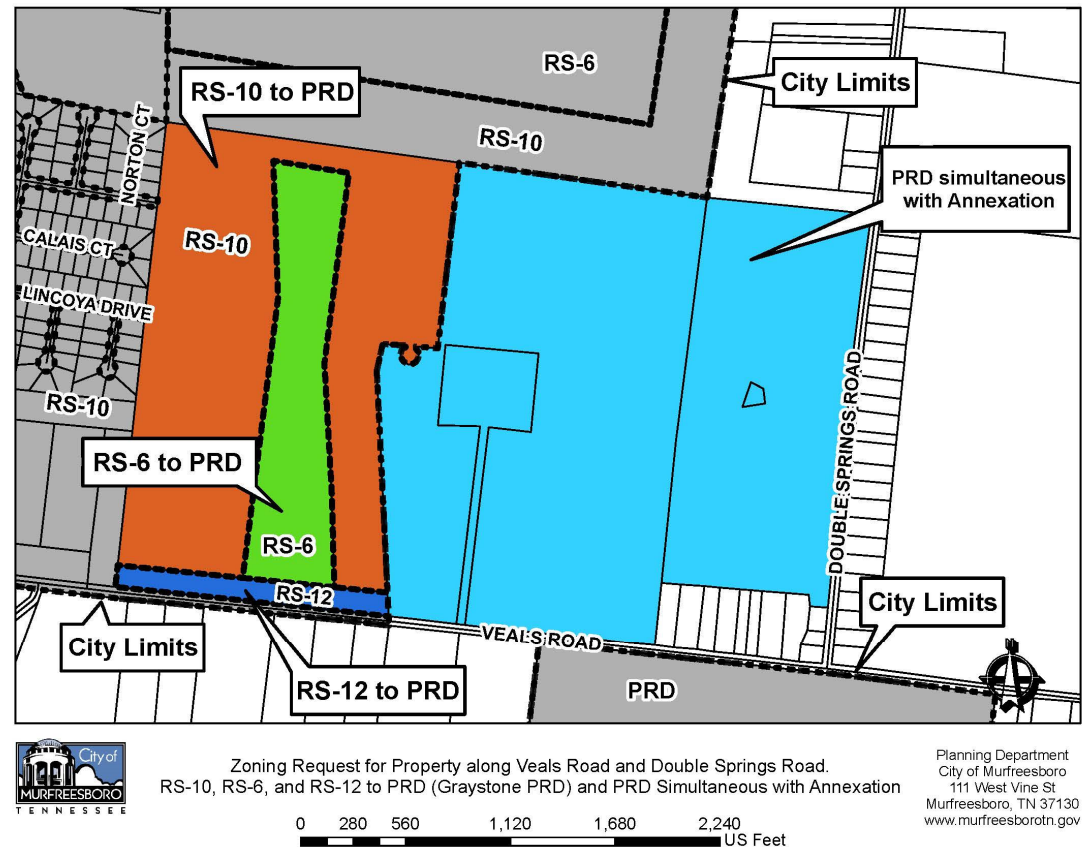 RS-6
City Limits
RS-10 to PRD
NORTON CT
RS-10
PRD simultaneous
with Annexation
RS-10
CALAIS CT
LINCOYA DRIVE
RS-10
DOUBLE SPRINGS ROAD
RS-6 to PRD
RS-6
RS-12
City Limits
City Limits
VEALS ROAD
RS-12 to PRD
PRD
N
City of
MURFREESBORO
TENNESSEE
Zoning Request for Property along Veals Road and Double Springs Road.
RS-10, RS-6, and RS-12 to PRD (Graystone PRD) and PRD Simultaneous with Annexation
0 280 560 1,120 1,680 2,240
US Feet
Planning Department
City of Murfreesboro
111 West Vine St
Murfreesboro, TN 37130
www.murfreesborotn.gov